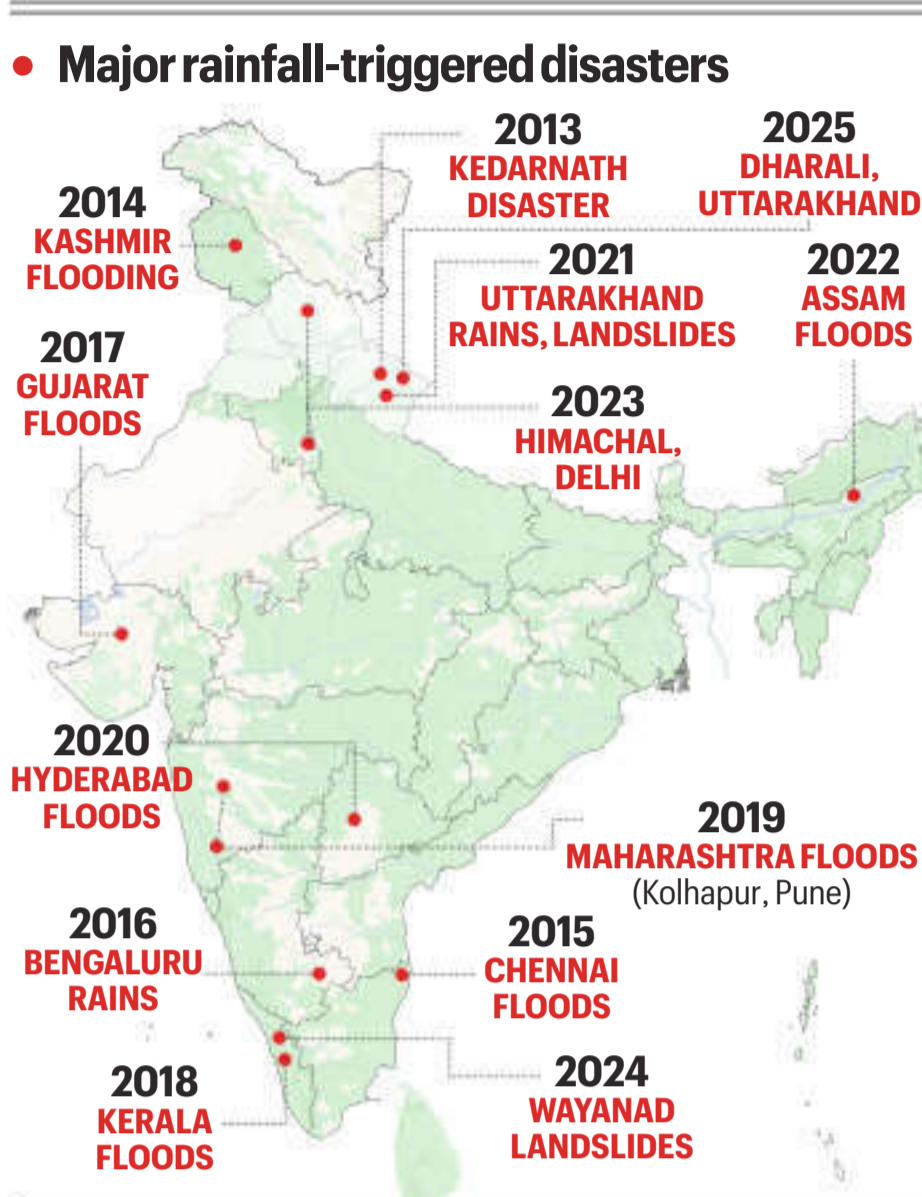 Major rainfall-triggered disasters
2013
KEDARNATH
DISASTER
2025
DHARALI,
UTTARAKHAND
2014
KASHMIR
FLOODING
2021
UTTARAKHAND
RAINS, LANDSLIDES
2022
ASSAM
FLOODS
2017
GUJARAT
FLOODS
2023
HIMACHAL,
DELHI
2020
HYDERABAD
FLOODS
2019
MAHARASHTRA FLOODS
(Kolhapur, Pune)
2016
BENGALURU
RAINS
2015
CHENNAI
FLOODS
2024
WAYANAD
LANDSLIDES
2018
KERALA
FLOODS